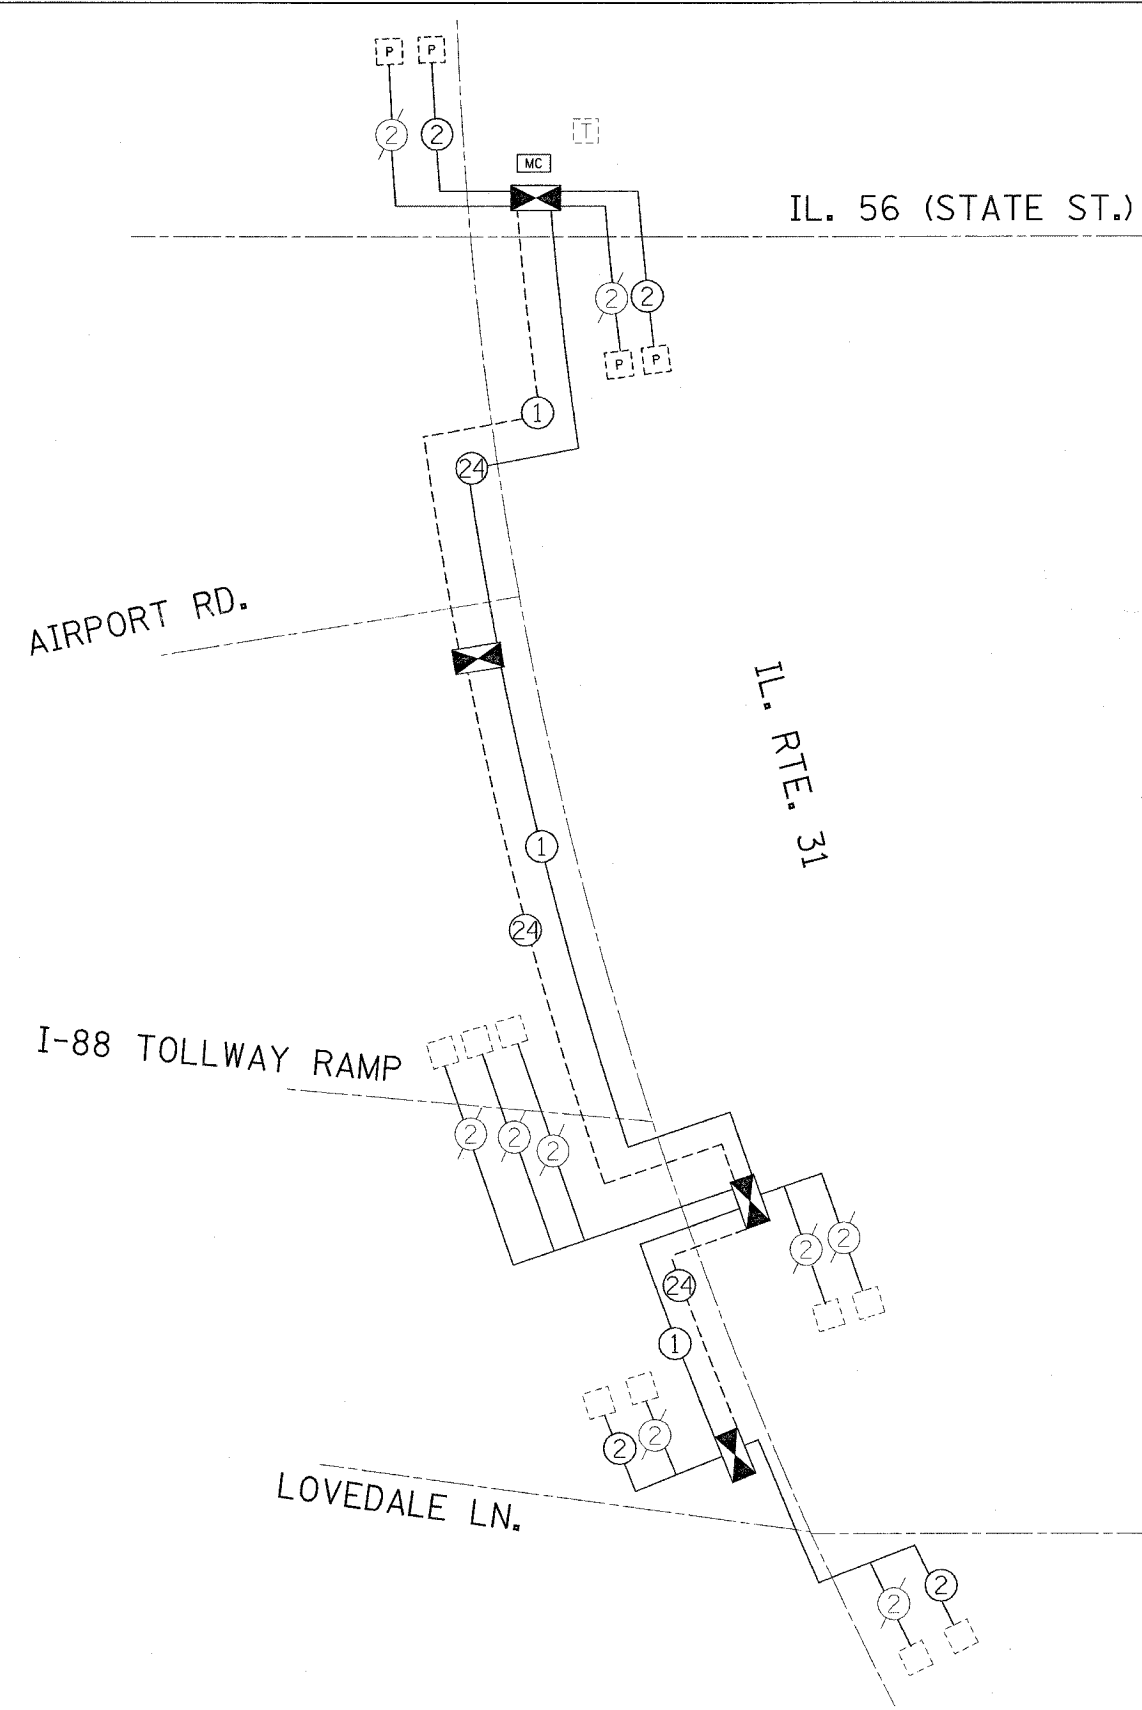 P P
2 2
T
MC
IL. 56 (STATE ST.)
2 2
P P
1
24
AIRPORT RD.
IL. RTE. 31
1
24
I-88 TOLLWAY RAMP
2 2 2
2 2
24
1
2 2
LOVEDALE LN.
2 2